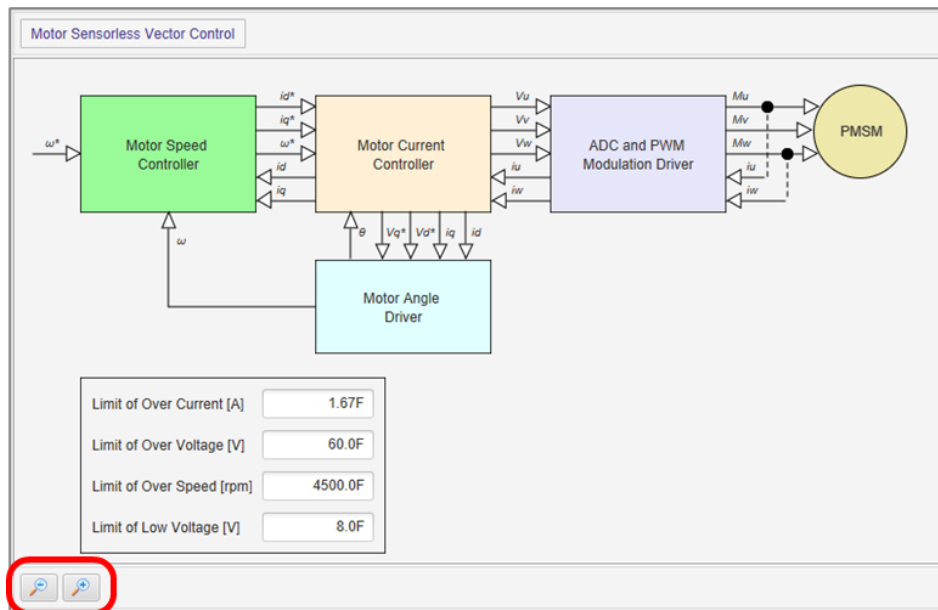 Motor Sensorless Vector Control
ω*
Motor Speed
Controller
id*
iq*
ω*
id
iq
Motor Current
Controller
Vu
Vv
Vw
iu
iw
ADC and PWM
Modulation Driver
Mu
Mv
Mw
iu
iw
PMSM
ω
θ
Vq*
Vd*
iq
id
Motor Angle
Driver
Limit of Over Current [A] 1.67F
Limit of Over Voltage [V] 60.0F
Limit of Over Speed [rpm] 4500.0F
Limit of Low Voltage [V] 8.0F